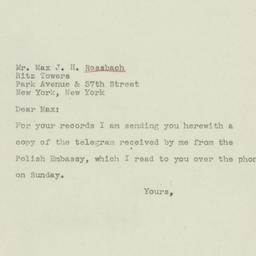 Mr. Max J. H. Rossbach
Ritz Towers
Park Avenue & 57th Street
New York, New York
Dear Max:
For your records I am sending you herewith a
copy of the telegram received by me from the
Polish Embassy, which I read to you over the phon
on Sunday.
Yours,